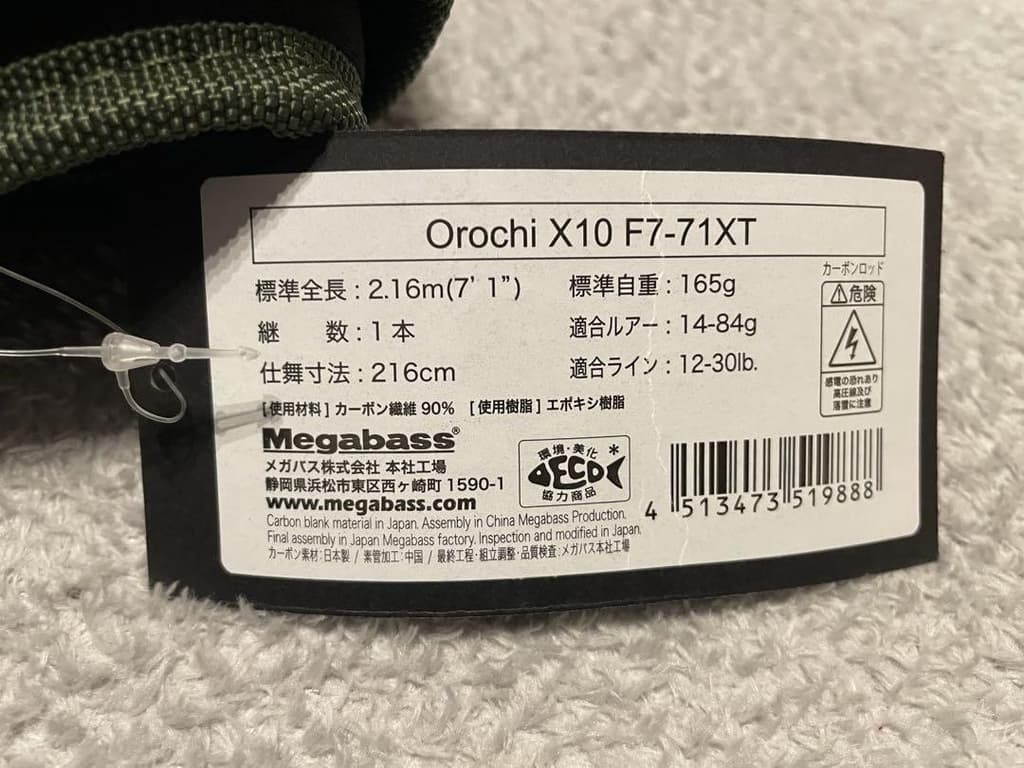 Orochi X10 F7-71XT
標準全長 : 2.16m(7' 1")
標準自重 : 165g
継 数 : 1 本
適合ルアー : 14-84g
仕舞寸法 : 216cm
適合ライン : 12-30lb.
カーボンロッド
⚠危険
感電の恐れあり
高圧線及び
落雷に注意
[使用材料] カーボン繊維 90% [使用樹脂] エポキシ樹脂
Megabass®
メガバス株式会社 本社工場
静岡県浜松市東区西ヶ崎町 1590-1
www.megabass.com
環境・美化
ECO
協力商品
*
4 513473 519888
Carbon blank material in Japan. Assembly in China Megabass Production.
Final assembly in Japan Megabass factory. Inspection and modified in Japan.
カーボン素材:日本製 / 素管加工:中国 / 最終工程・組立調整・品質検査:メガバス本社工場